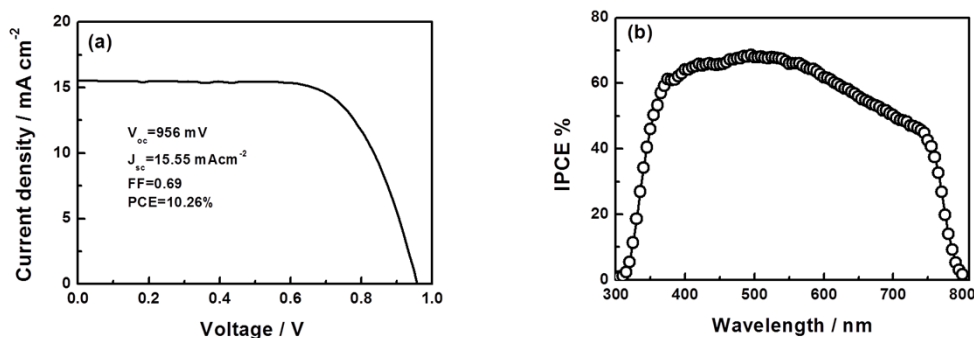 (a)
Current density / mA cm⁻²
20
15
10
5
0
V_oc=956 mV
J_sc=15.55 mAcm⁻²
FF=0.69
PCE=10.26%
0.0 0.2 0.4 0.6 0.8 1.0
Voltage / V
(b)
IPCE %
80
60
40
20
0
300 400 500 600 700 800
Wavelength / nm